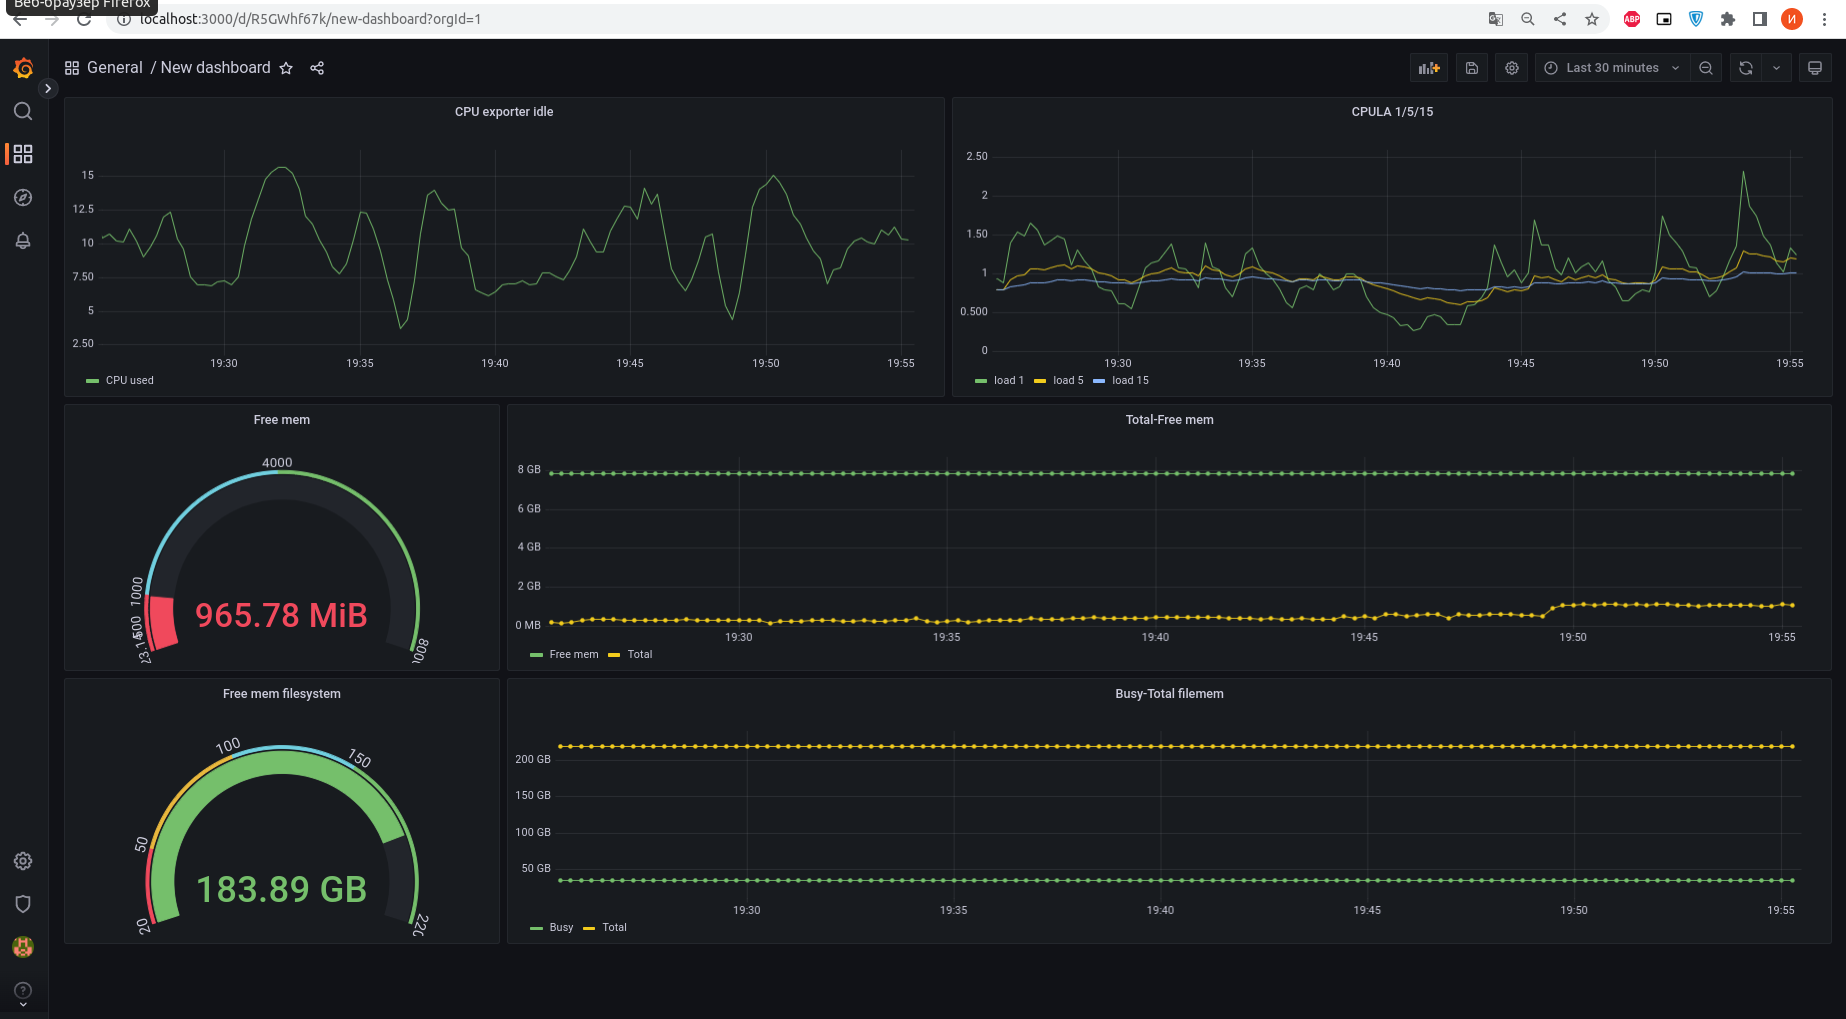 Веб-браузер Firefox
localhost:3000/d/R5GWhf67k/new-dashboard?orgId=1
ABP
И
General / New dashboard
Last 30 minutes
CPU exporter idle
15
12.5
10
7.50
5
2.50
19:30 19:35 19:40 19:45 19:50 19:55
CPU used
CPULA 1/5/15
2.50
2
1.50
1
0.500
0
19:30 19:35 19:40 19:45 19:50 19:55
load 1 load 5 load 15
Free mem
4000
1000
500
8000
965.78 MiB
Total-Free mem
8 GB
6 GB
4 GB
2 GB
0 MB
19:30 19:35 19:40 19:45 19:50 19:55
Free mem Total
Free mem filesystem
100
150
50
20
220
183.89 GB
Busy-Total filemem
200 GB
150 GB
100 GB
50 GB
19:30 19:35 19:40 19:45 19:50 19:55
Busy Total